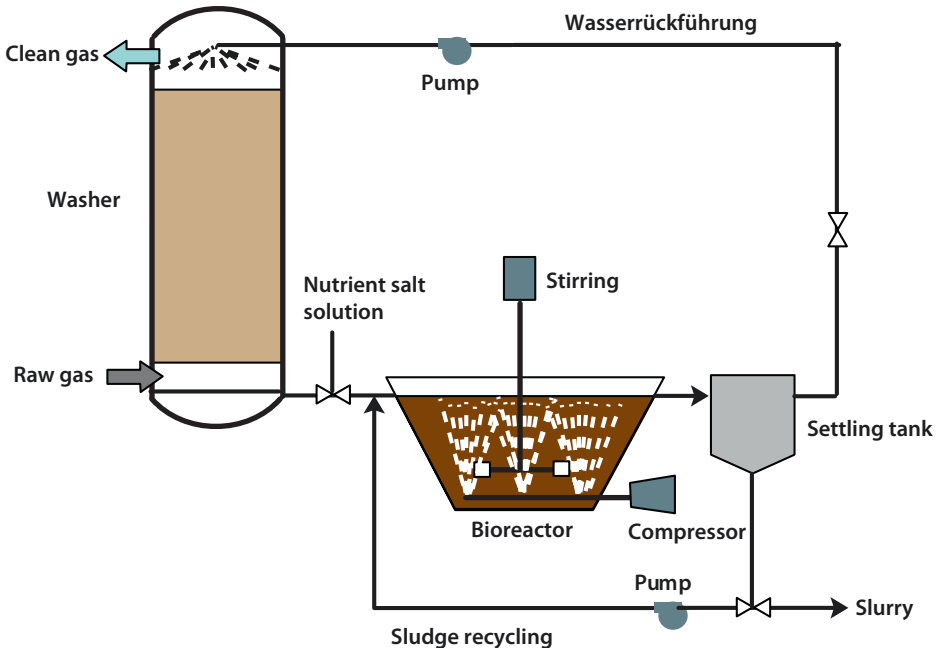 Wasserrückführung
Clean gas
Pump
Washer
Nutrient salt
solution
Stirring
Raw gas
Settling tank
Bioreactor
Compressor
Pump
Slurry
Sludge recycling